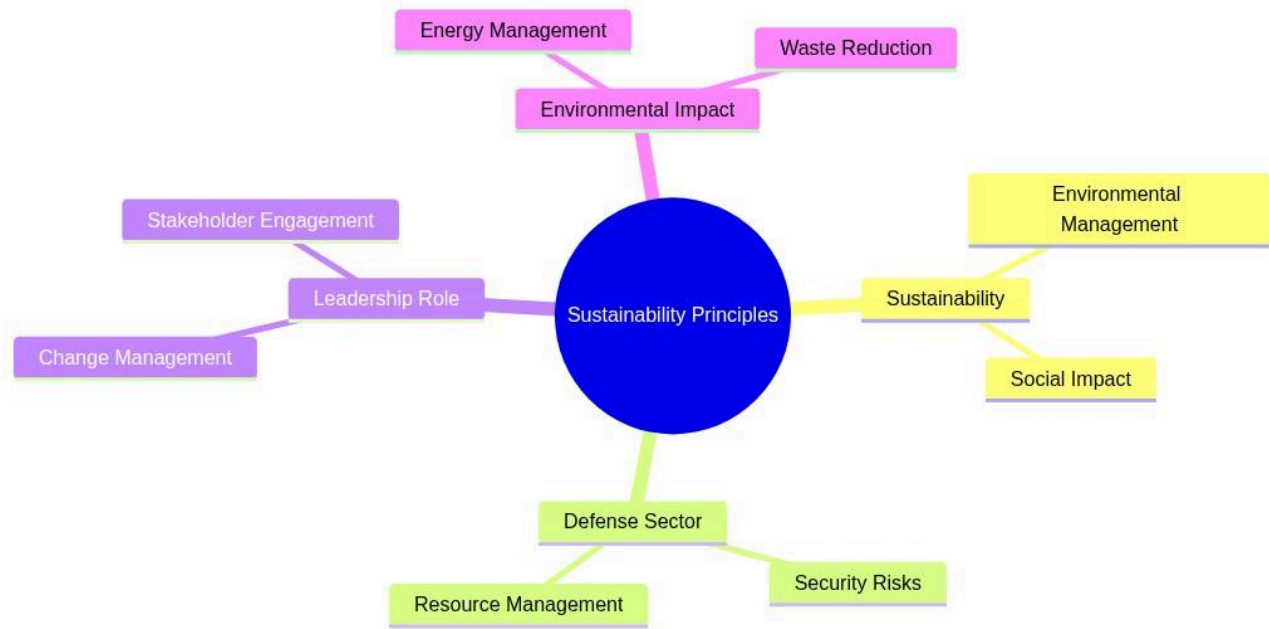 Energy Management
Waste Reduction
Environmental Impact
Environmental
Management
Stakeholder Engagement
Leadership Role
Sustainability
Sustainability Principles
Change Management
Social Impact
Defense Sector
Security Risks
Resource Management